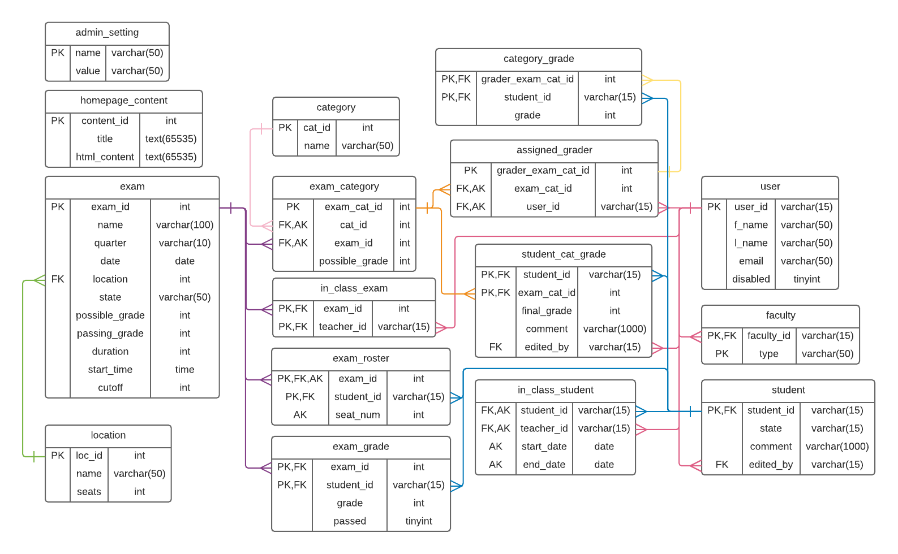 admin_setting
PK name varchar(50)
value varchar(50)
homepage_content
PK content_id int
title text(65535)
html_content text(65535)
exam
PK exam_id int
name varchar(100)
quarter varchar(10)
date date
FK location int
state varchar(50)
possible_grade int
passing_grade int
duration int
start_time time
cutoff int
location
PK loc_id int
name varchar(50)
seats int
category
PK cat_id int
name varchar(50)
exam_category
PK exam_cat_id int
FK,AK cat_id int
FK,AK exam_id int
possible_grade int
in_class_exam
PK,FK exam_id int
PK,FK teacher_id varchar(15)
exam_roster
PK,FK,AK exam_id int
PK,FK student_id varchar(15)
AK seat_num int
exam_grade
PK,FK exam_id int
PK,FK student_id varchar(15)
grade int
passed tinyint
category_grade
PK,FK grader_exam_cat_id int
PK,FK student_id varchar(15)
grade int
assigned_grader
PK grader_exam_cat_id int
FK,AK exam_cat_id int
FK,AK user_id varchar(15)
student_cat_grade
PK,FK student_id varchar(15)
PK,FK exam_cat_id int
final_grade int
comment varchar(1000)
FK edited_by varchar(15)
in_class_student
FK,AK student_id varchar(15)
FK,AK teacher_id varchar(15)
AK start_date date
AK end_date date
user
PK user_id varchar(15)
f_name varchar(50)
l_name varchar(50)
email varchar(50)
disabled tinyint
faculty
PK,FK faculty_id varchar(15)
PK type varchar(50)
student
PK,FK student_id varchar(15)
state varchar(15)
comment varchar(1000)
FK edited_by varchar(15)